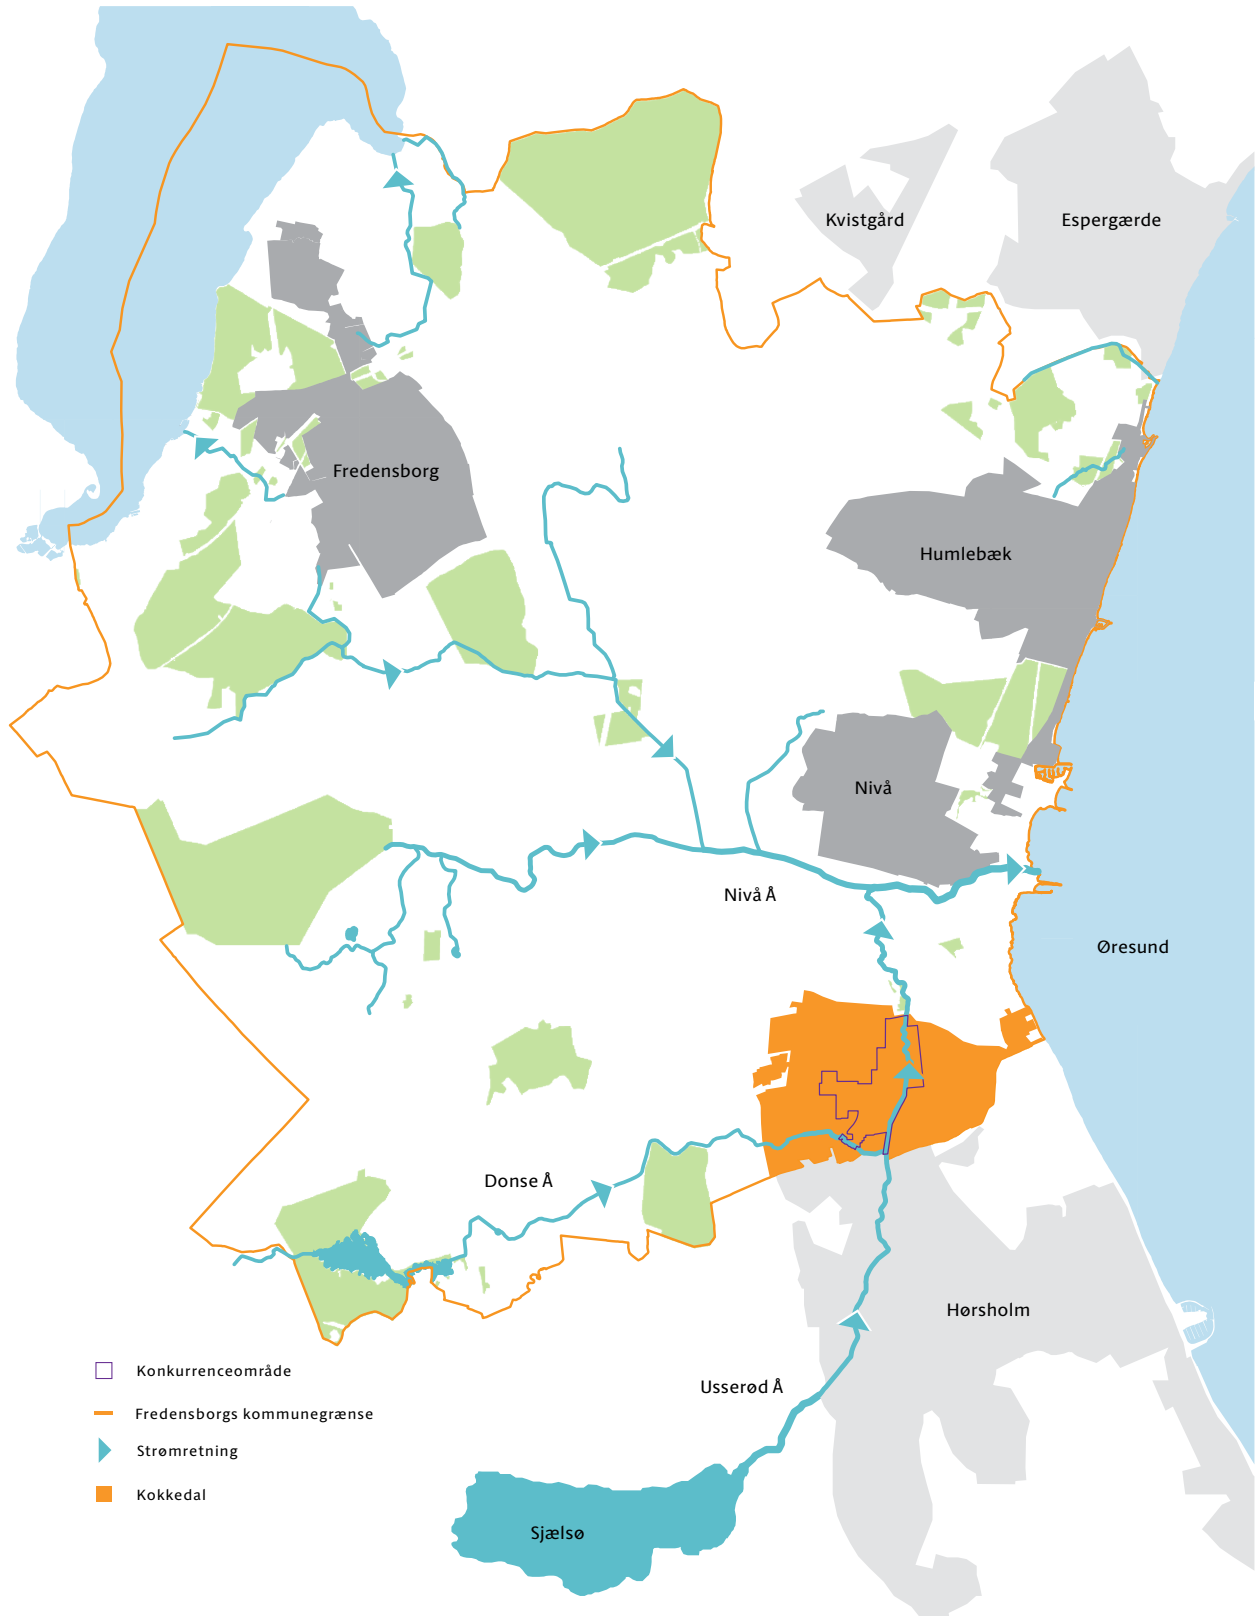 Kvistgård
Espergærde
Fredensborg
Humlebæk
Nivå
Nivå Å
Øresund
Donse Å
Hørsholm
Konkurrenceområde
Usserød Å
Fredensborgs kommunegrænse
Strømretning
Kokkedal
Sjælsø